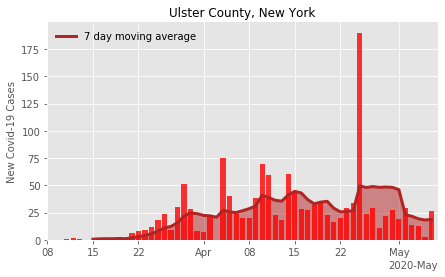 Ulster County, New York
7 day moving average
New Covid-19 Cases
175
150
125
100
75
50
25
0
08 15 22 Apr 08 15 22 May
2020-May